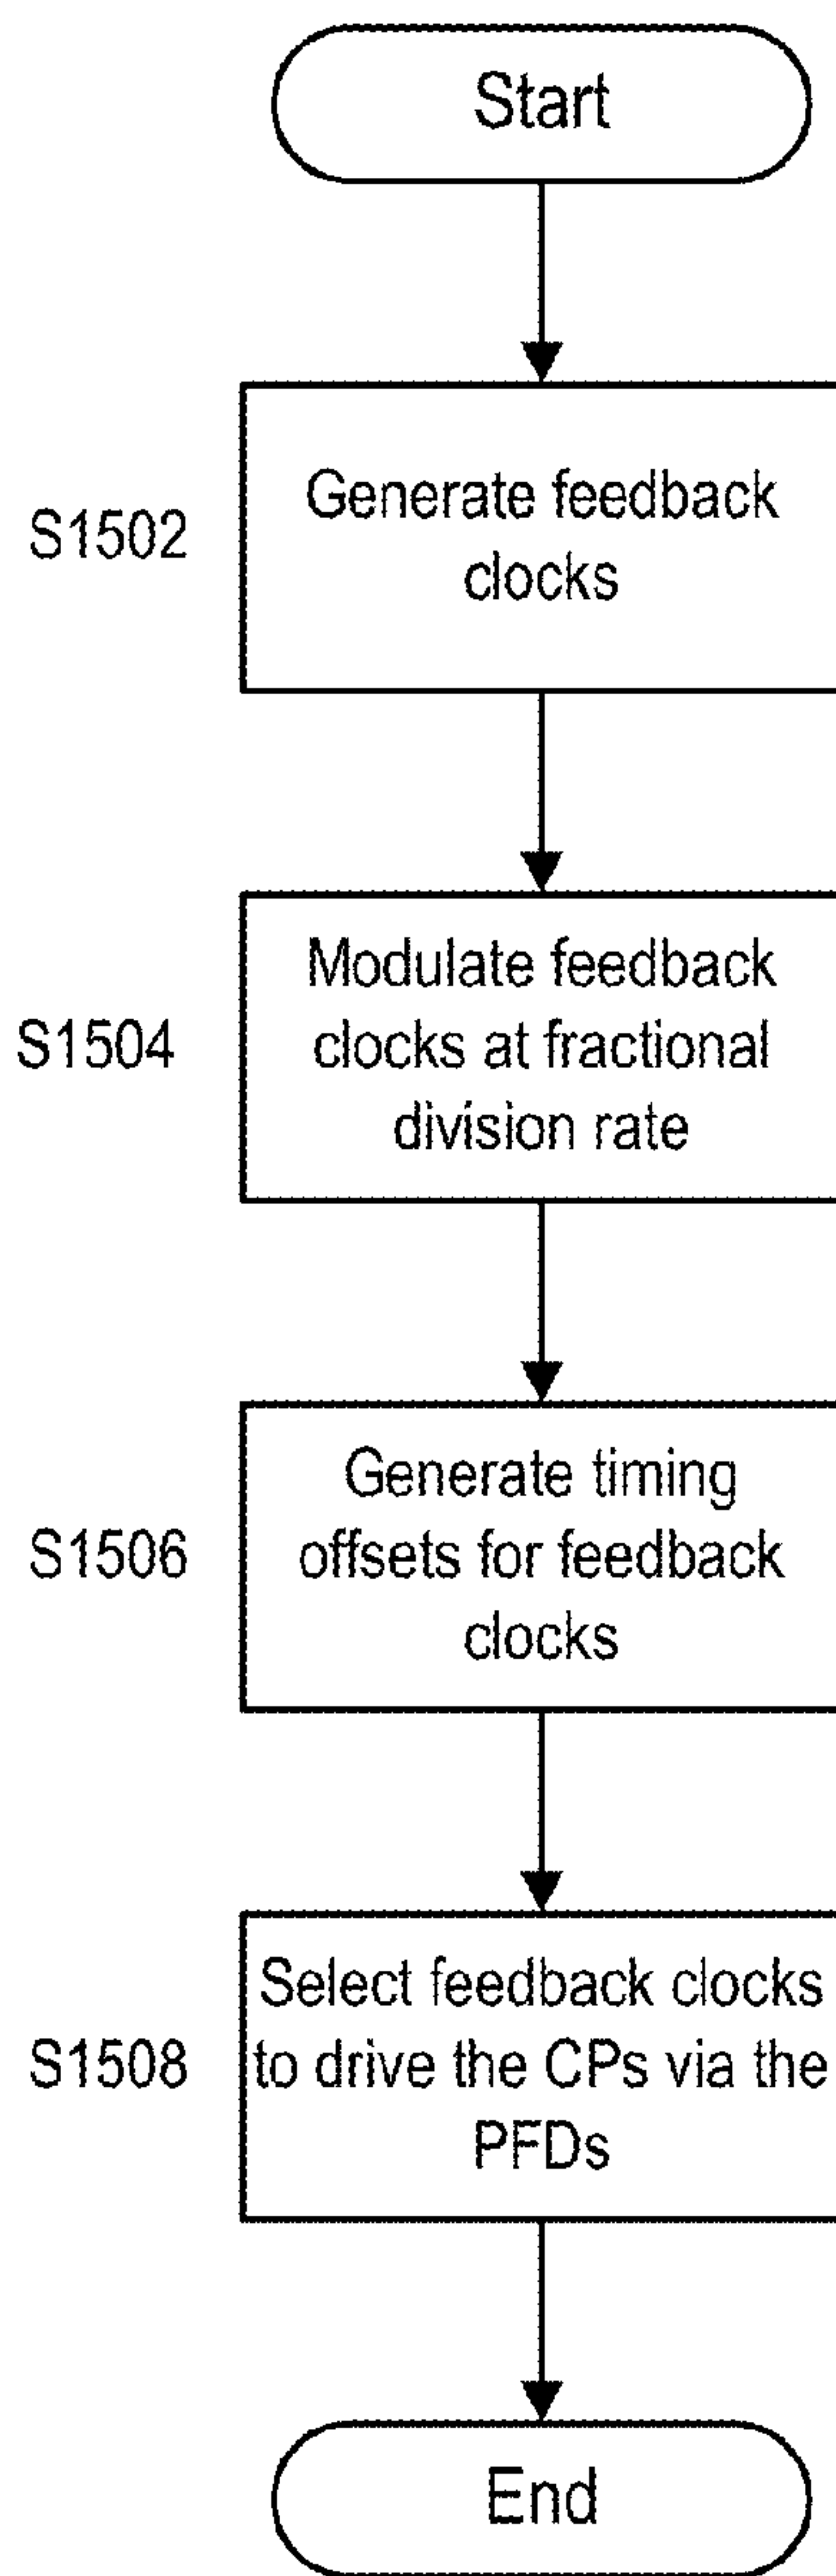 Start
S1502
Generate feedback
clocks
S1504
Modulate feedback
clocks at fractional
division rate
S1506
Generate timing
offsets for feedback
clocks
S1508
Select feedback clocks
to drive the CPs via the
PFDs
End